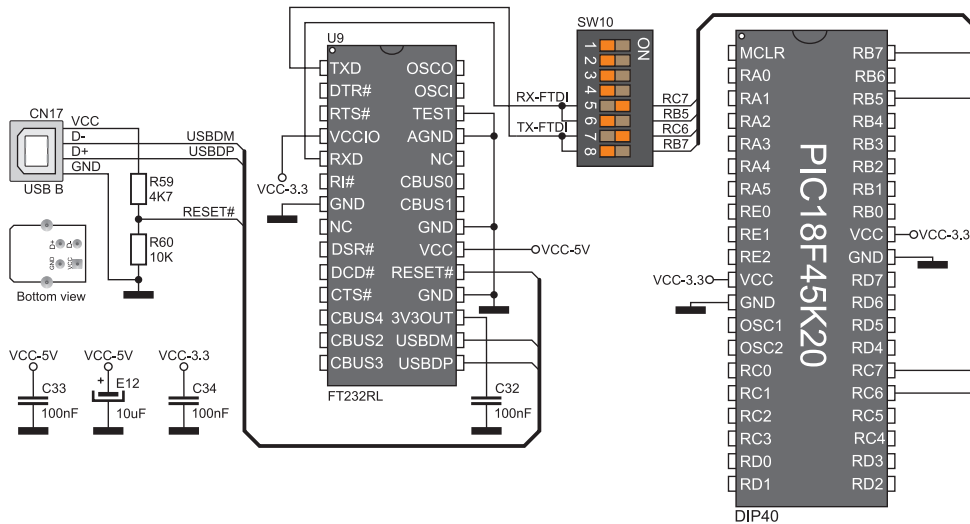 CN17
VCC
D-
D+
GND
USB B
USBDM
USBDP
R59
4K7
RESET#
R60
10K
D+
D-
GND
VCC
Bottom view
VCC-5V
C33
100nF
VCC-5V
+
E12
10uF
VCC-3.3
C34
100nF
U9
TXD
DTR#
RTS#
VCCIO
RXD
RI#
GND
NC
DSR#
DCD#
CTS#
CBUS4
CBUS2
CBUS3
OSCO
OSCI
TEST
AGND
NC
CBUS0
CBUS1
GND
VCC
RESET#
GND
3V3OUT
USBDM
USBDP
FT232RL
VCC-3.3
VCC-5V
C32
100nF
SW10
1
2
3
4
5
6
7
8
ON
RX-FTDI
TX-FTDI
RC7
RB5
RC6
RB7
MCLR
RA0
RA1
RA2
RA3
RA4
RA5
RE0
RE1
RE2
VCC
GND
OSC1
OSC2
RC0
RC1
RC2
RC3
RD0
RD1
PIC18F45K20
RB7
RB6
RB5
RB4
RB3
RB2
RB1
RB0
VCC
GND
RD7
RD6
RD5
RD4
RC7
RC6
RC5
RC4
RD3
RD2
VCC-3.3
VCC-3.3
DIP40